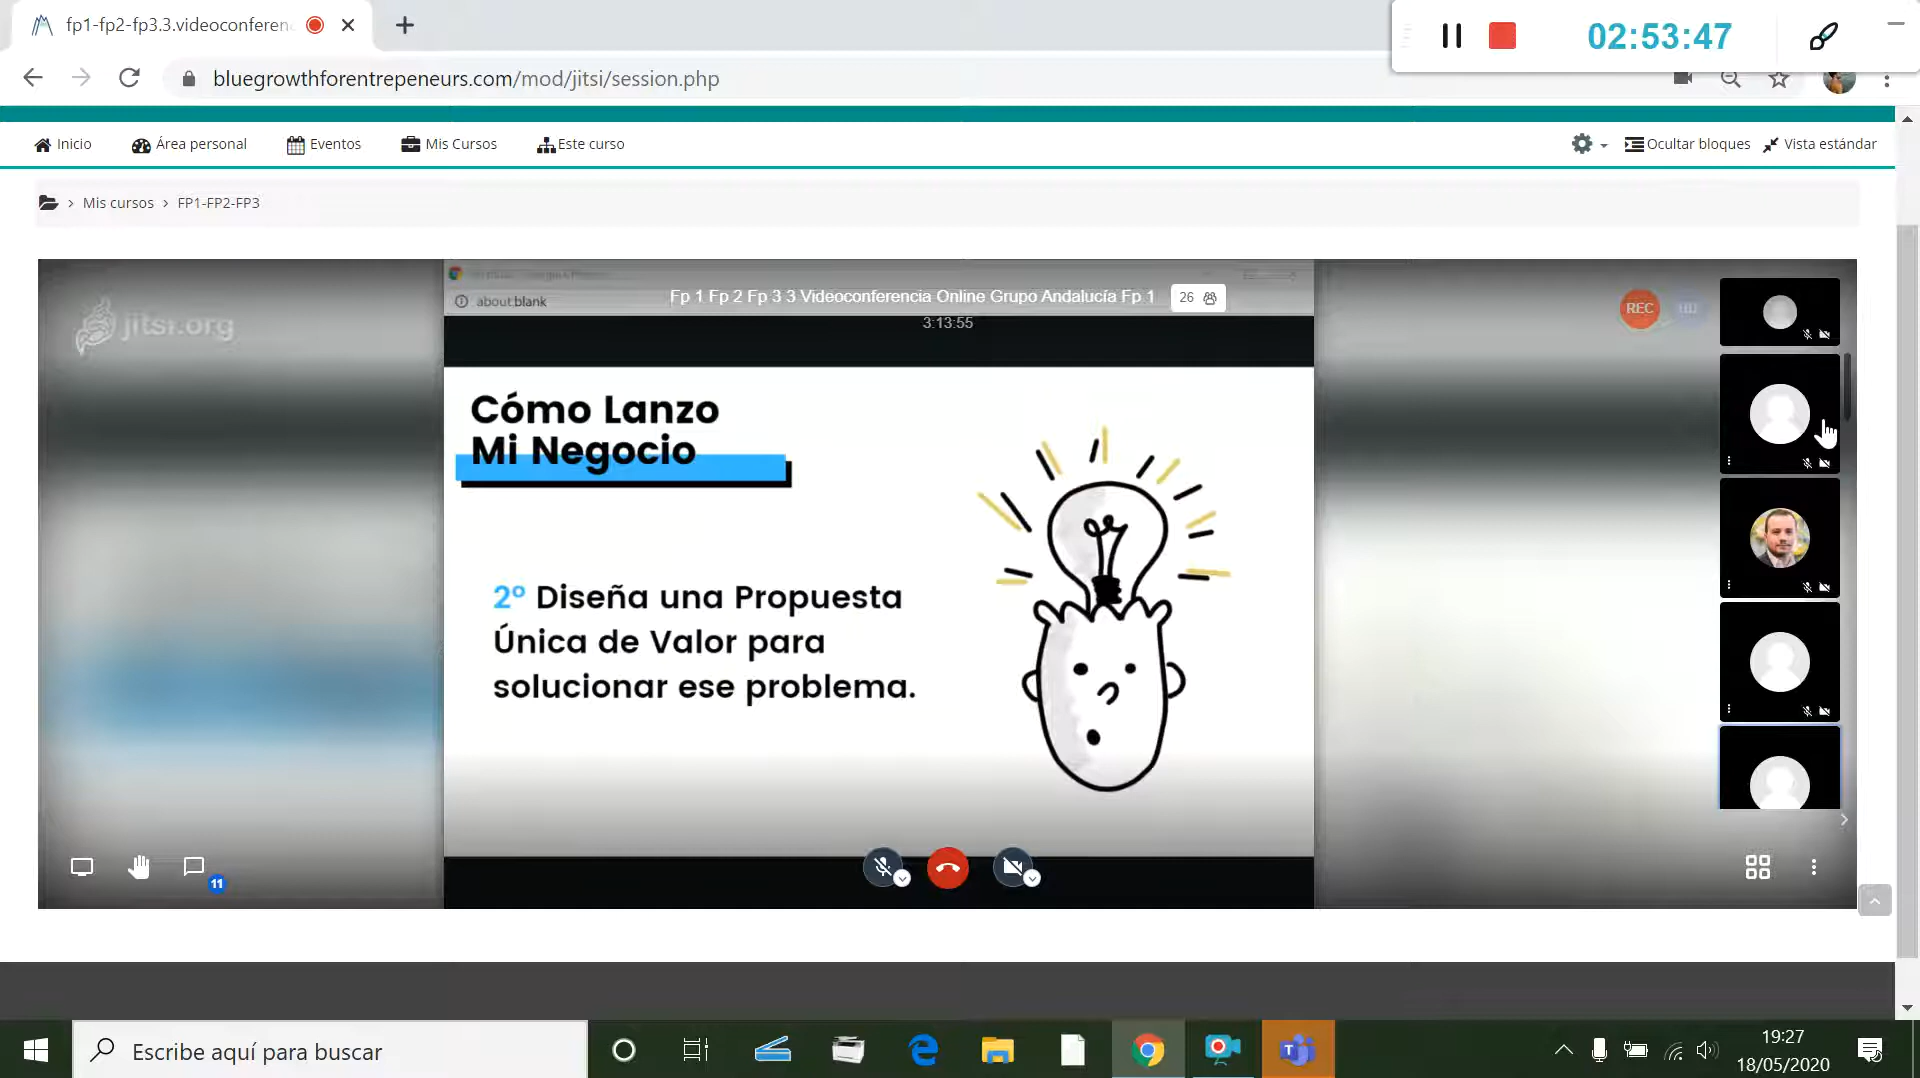 fp1-fp2-fp3.3.videoconferen
02:53:47
bluegrowthforentrepeneurs.com/mod/jitsi/session.php
Inicio
Área personal
Eventos
Mis Cursos
Este curso
Ocultar bloques
Vista estándar
Mis cursos
FP1-FP2-FP3
about:blank
Fp 1 Fp 2 Fp 3 3 Videoconferencia Online Grupo Andalucía Fp 1
26
3:13:55
jitsi.org
REC
HD
Cómo Lanzo
Mi Negocio
2º Diseña una Propuesta
Única de Valor para
solucionar ese problema.
11
Escribe aquí para buscar
19:27
18/05/2020